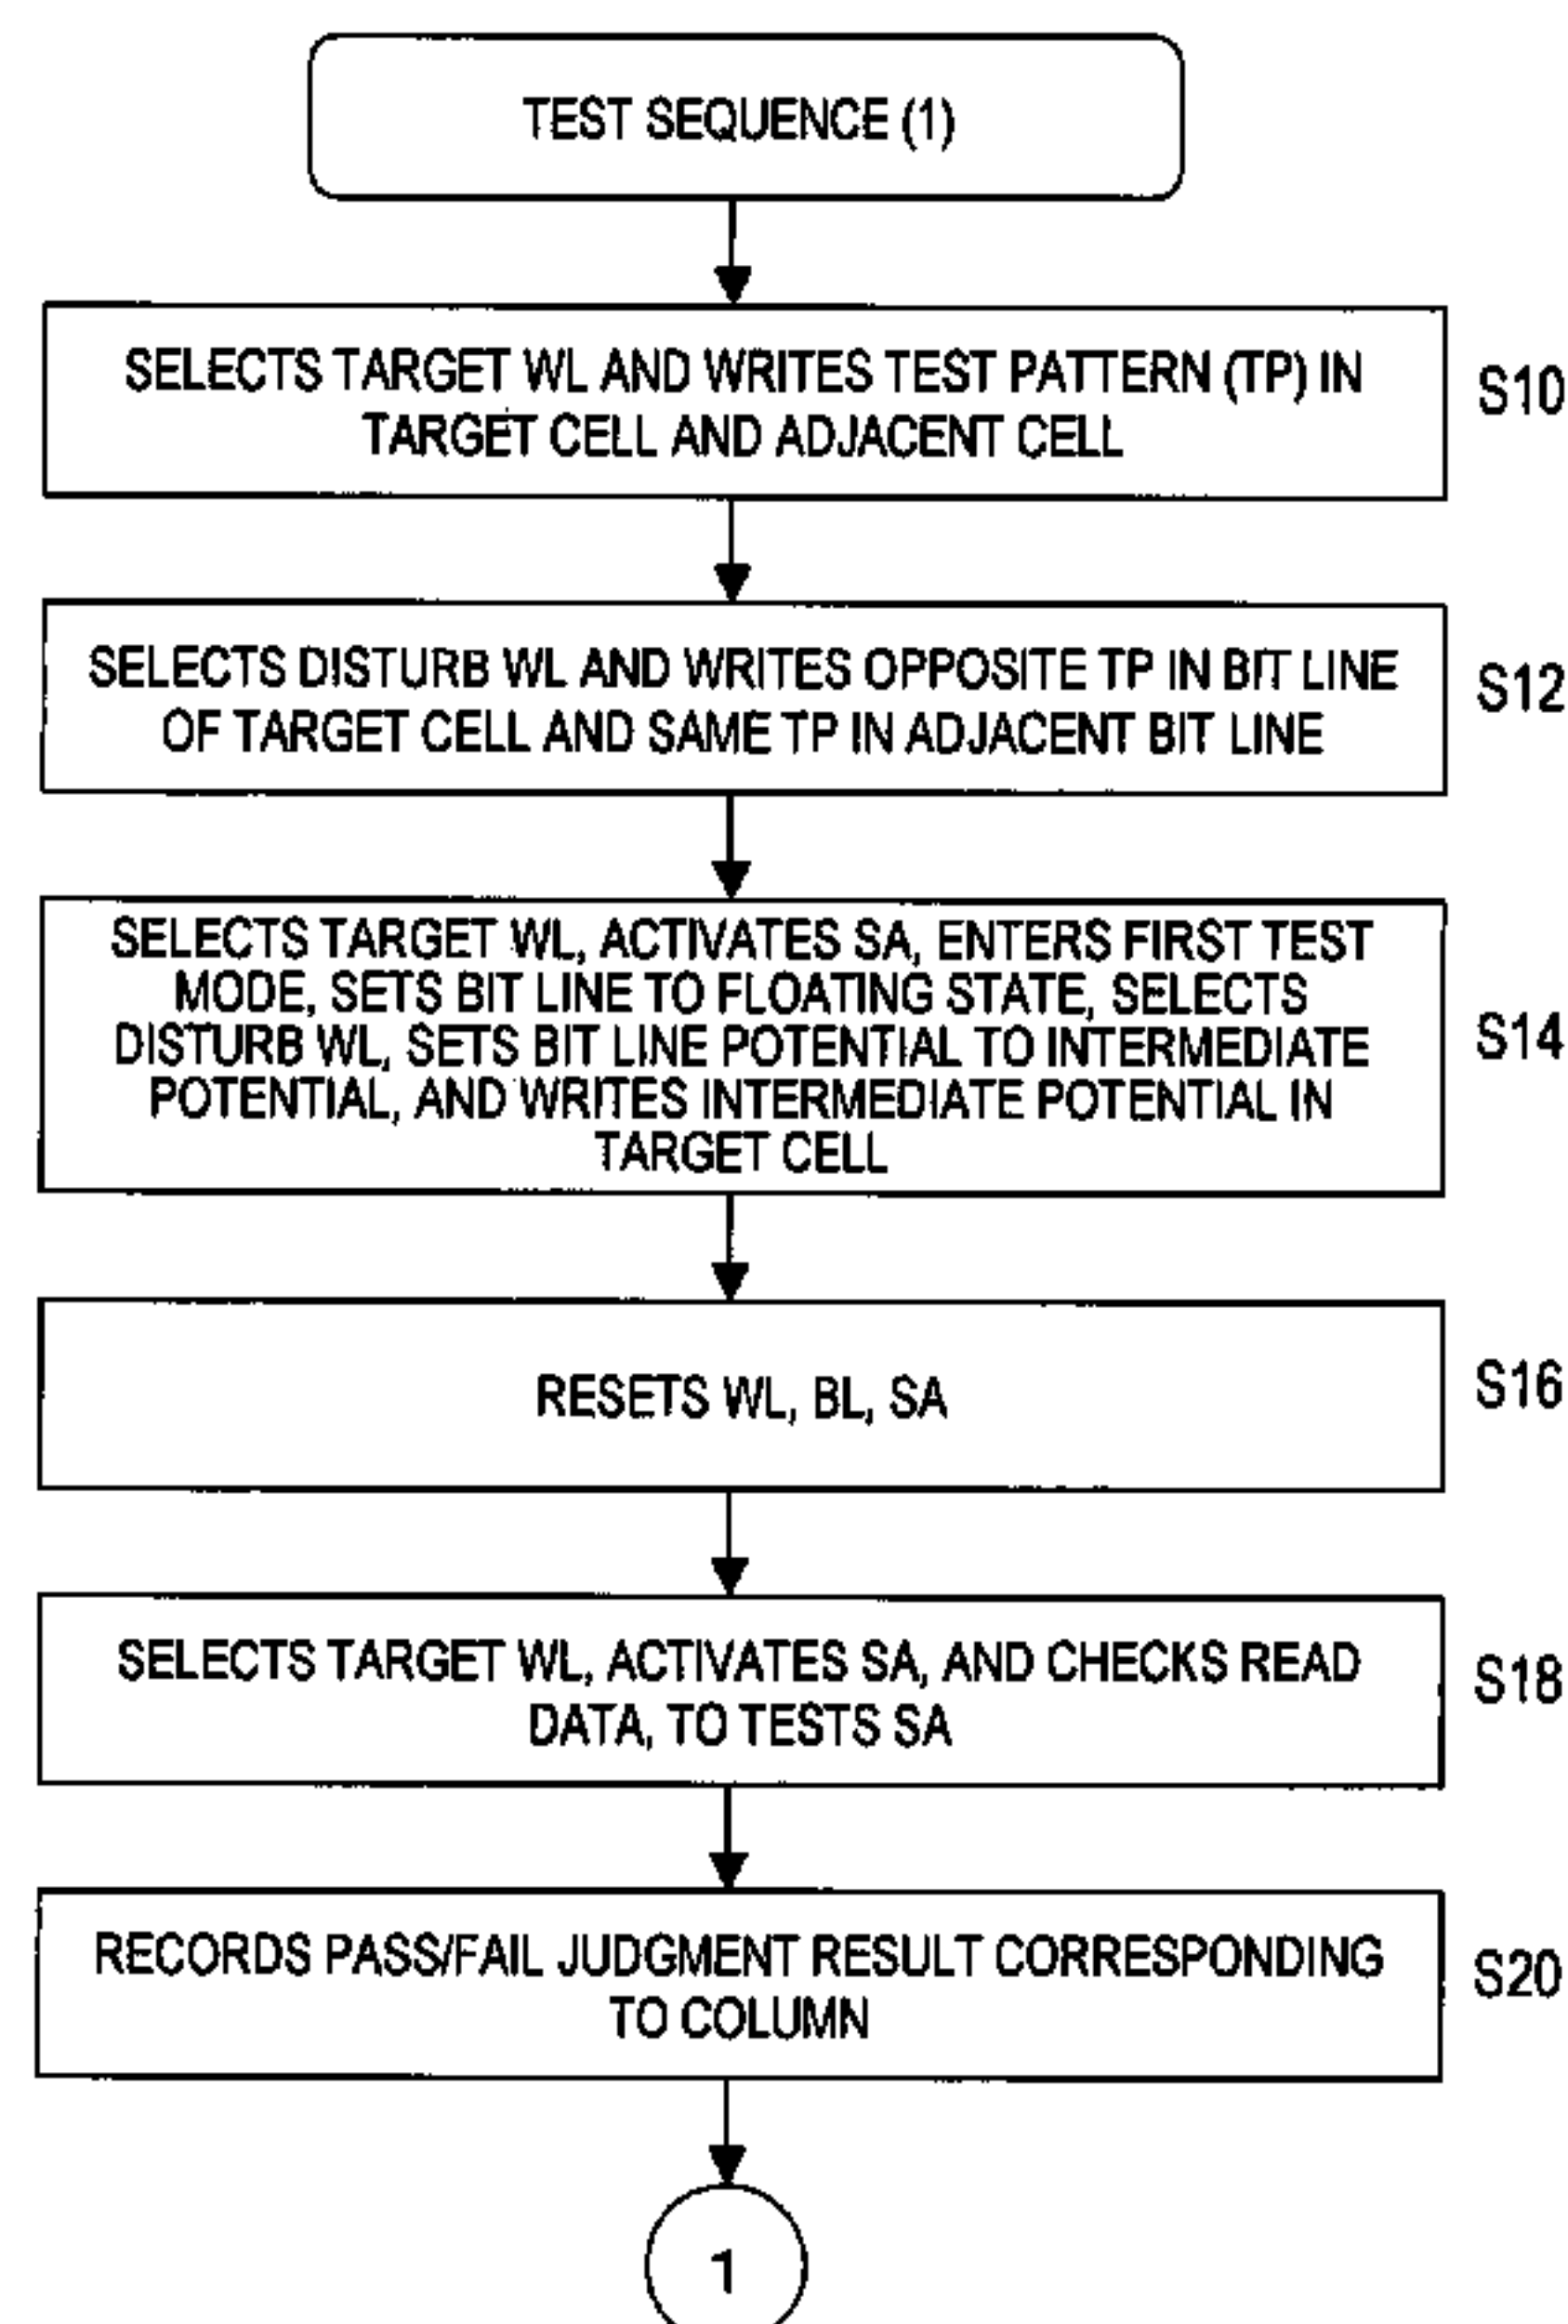 TEST SEQUENCE (1)
SELECTS TARGET WL AND WRITES TEST PATTERN (TP) IN
TARGET CELL AND ADJACENT CELL
S10
SELECTS DISTURB WL AND WRITES OPPOSITE TP IN BIT LINE
OF TARGET CELL AND SAME TP IN ADJACENT BIT LINE
S12
SELECTS TARGET WL, ACTIVATES SA, ENTERS FIRST TEST
MODE, SETS BIT LINE TO FLOATING STATE, SELECTS
DISTURB WL, SETS BIT LINE POTENTIAL TO INTERMEDIATE
POTENTIAL, AND WRITES INTERMEDIATE POTENTIAL IN
TARGET CELL
S14
RESETS WL, BL, SA
S16
SELECTS TARGET WL, ACTIVATES SA, AND CHECKS READ
DATA, TO TESTS SA
S18
RECORDS PASS/FAIL JUDGMENT RESULT CORRESPONDING
TO COLUMN
S20
1